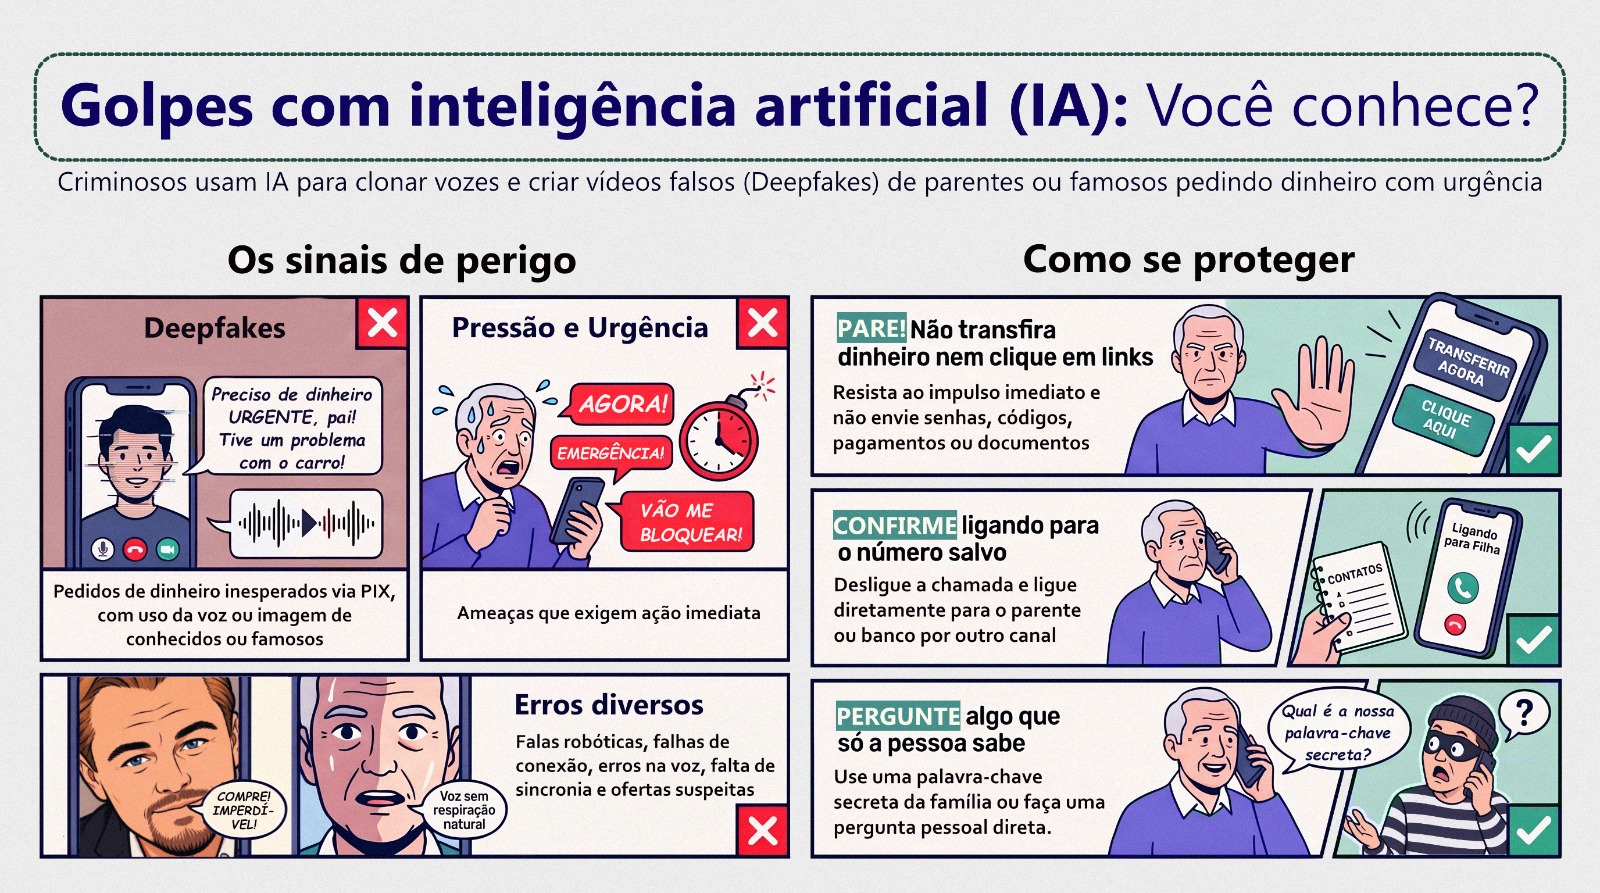 Golpes com inteligência artificial (IA): Você conhece?
Criminosos usam IA para clonar vozes e criar vídeos falsos (Deepfakes) de parentes ou famosos pedindo dinheiro com urgência
Os sinais de perigo
Deepfakes
Preciso de dinheiro
URGENTE, pai!
Tive um problema
com o carro!
Pedidos de dinheiro inesperados via PIX,
com uso da voz ou imagem de
conhecidos ou famosos
Pressão e Urgência
AGORA!
EMERGÊNCIA!
VÃO ME
BLOQUEAR!
Ameaças que exigem ação imediata
COMPRE!
IMPERDÍ-
VEL!
Voz sem
respiração
natural
Erros diversos
Falas robóticas, falhas de
conexão, erros na voz, falta de
sincronia e ofertas suspeitas
Como se proteger
PARE! Não transfira
dinheiro nem clique em links
Resista ao impulso imediato e
não envie senhas, códigos,
pagamentos ou documentos
TRANSFERIR
AGORA
CLIQUE
AQUI
CONFIRME ligando para
o número salvo
Desligue a chamada e ligue
diretamente para o parente
ou banco por outro canal
CONTATOS
Ligando
para Filha
PERGUNTE algo que
só a pessoa sabe
Use uma palavra-chave
secreta da família ou faça uma
pergunta pessoal direta.
Qual é a nossa
palavra-chave
secreta?
?